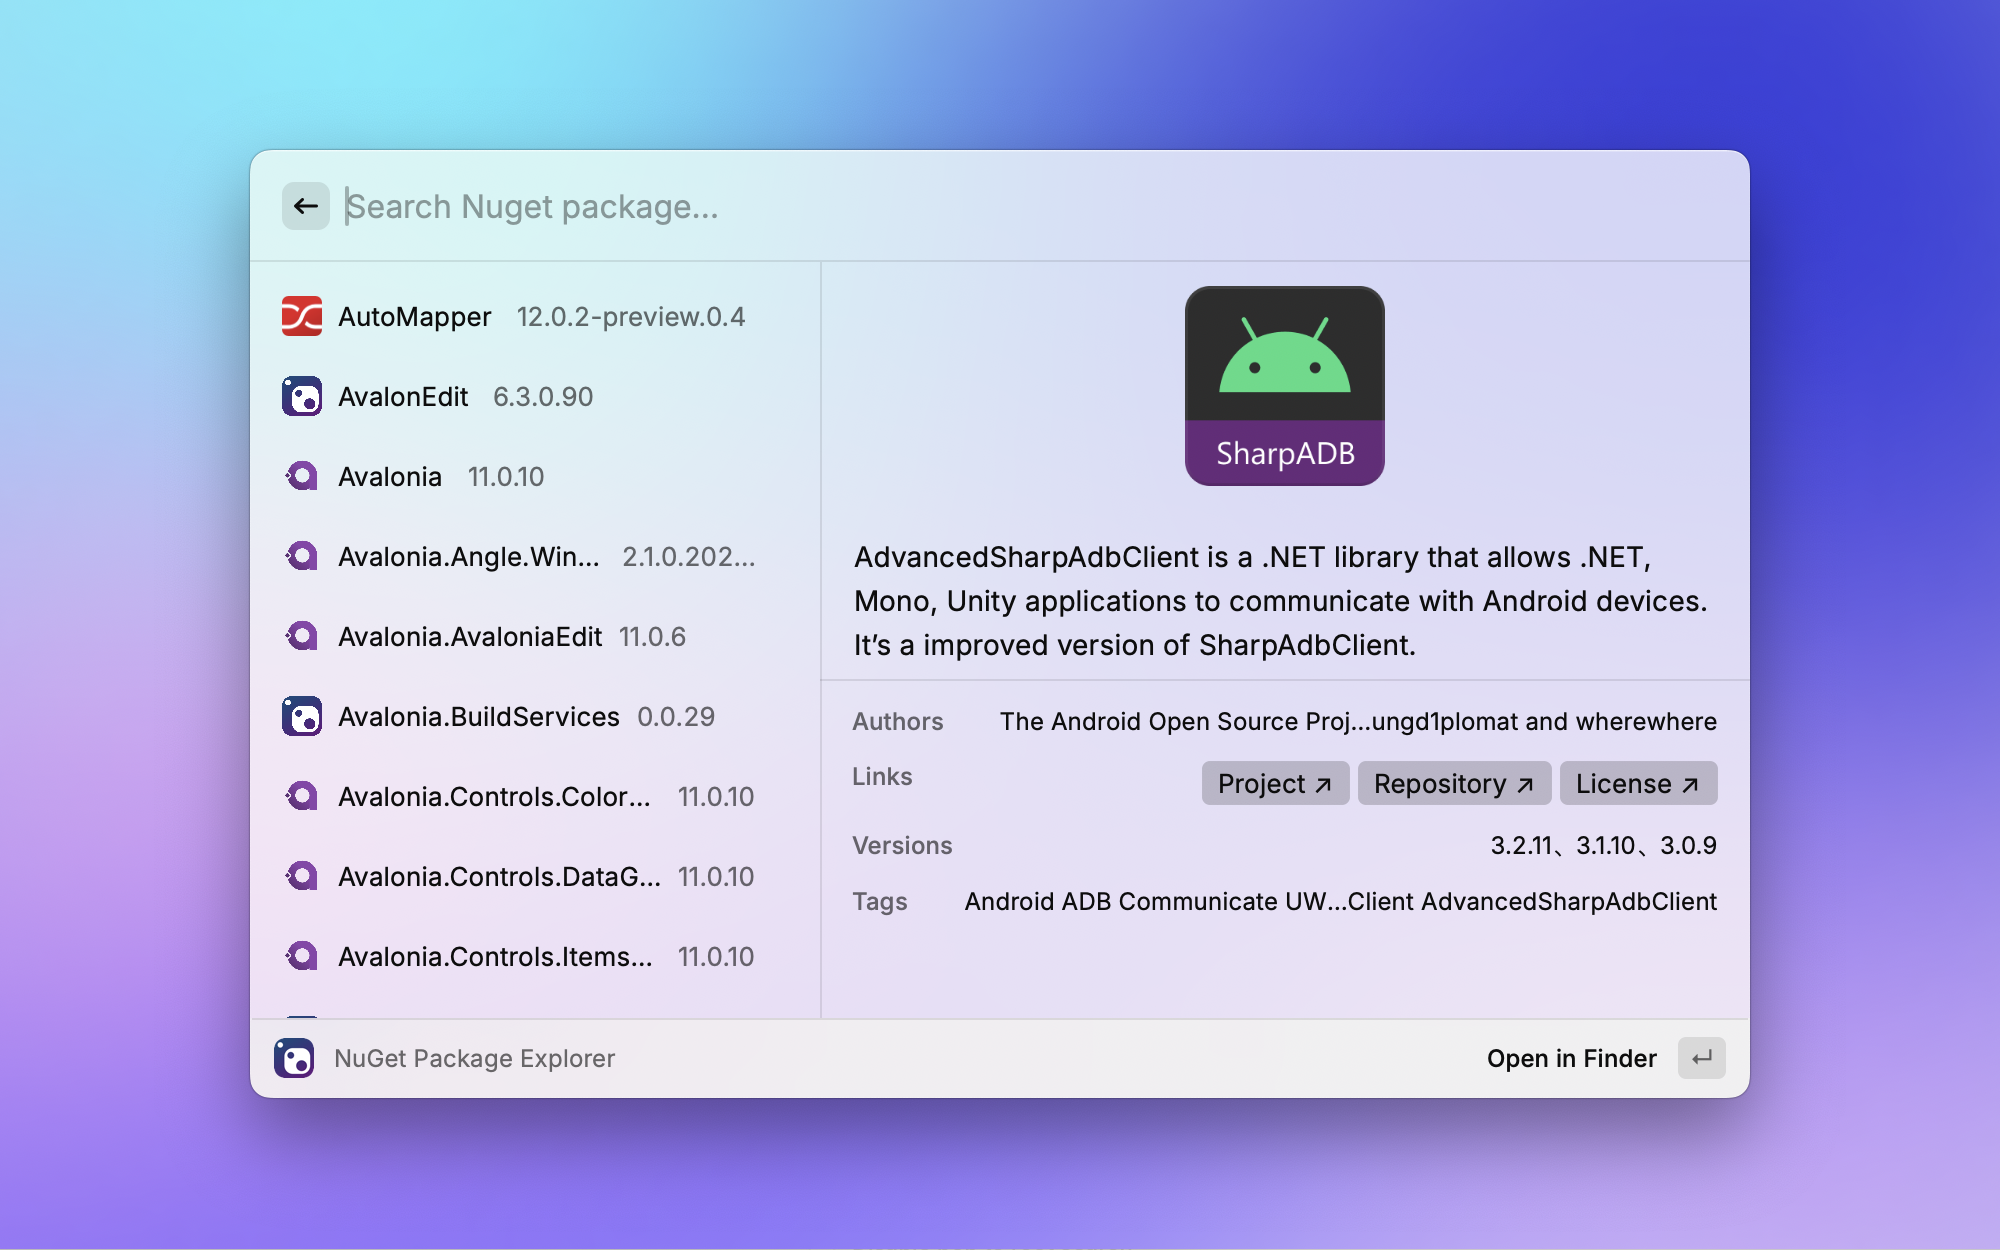 Search Nuget package...
AutoMapper 12.0.2-preview.0.4
AvalonEdit 6.3.0.90
Avalonia 11.0.10
Avalonia.Angle.Win... 2.1.0.202...
Avalonia.AvaloniaEdit 11.0.6
Avalonia.BuildServices 0.0.29
Avalonia.Controls.Color... 11.0.10
Avalonia.Controls.DataG... 11.0.10
Avalonia.Controls.Items... 11.0.10
SharpADB
AdvancedSharpAdbClient is a .NET library that allows .NET,
Mono, Unity applications to communicate with Android devices.
It’s a improved version of SharpAdbClient.
Authors The Android Open Source Proj...ungd1plomat and wherewhere
Links Project ↗ Repository ↗ License ↗
Versions 3.2.11、3.1.10、3.0.9
Tags Android ADB Communicate UW...Client AdvancedSharpAdbClient
NuGet Package Explorer Open in Finder